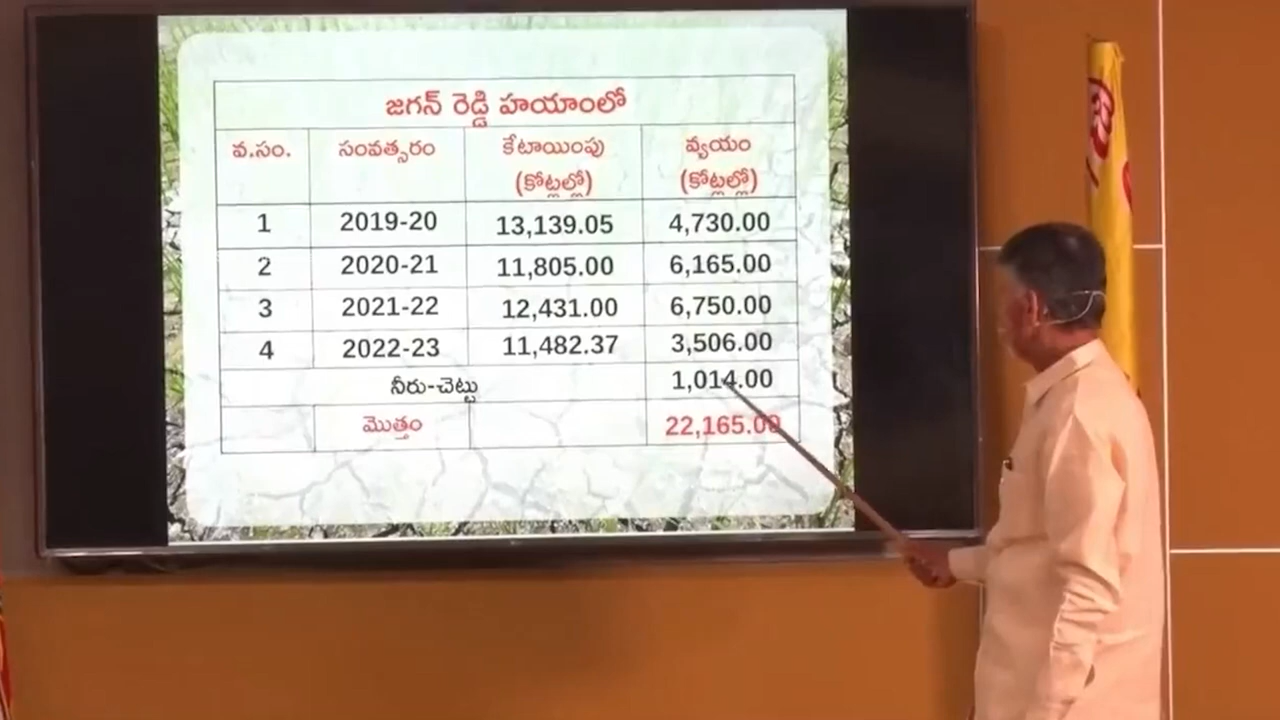 జగన్ రెడ్డి హయాంలో
వ.సం. సంవత్సరం కేటాయింపు (కోట్లల్లో) వ్యయం (కోట్లల్లో)
1 2019-20 13,139.05 4,730.00
2 2020-21 11,805.00 6,165.00
3 2021-22 12,431.00 6,750.00
4 2022-23 11,482.37 3,506.00
నీరు-చెట్టు 1,014.00
మొత్తం 22,165.00